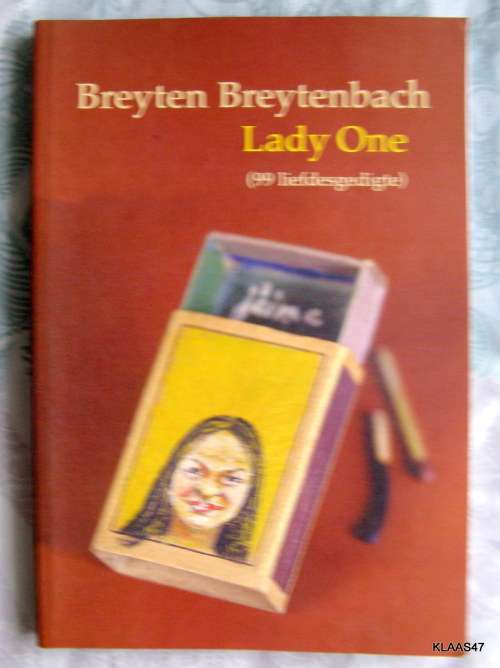 Breyten Breytenbach
Lady One
(99 liefdesgedigte)
KLAAS47